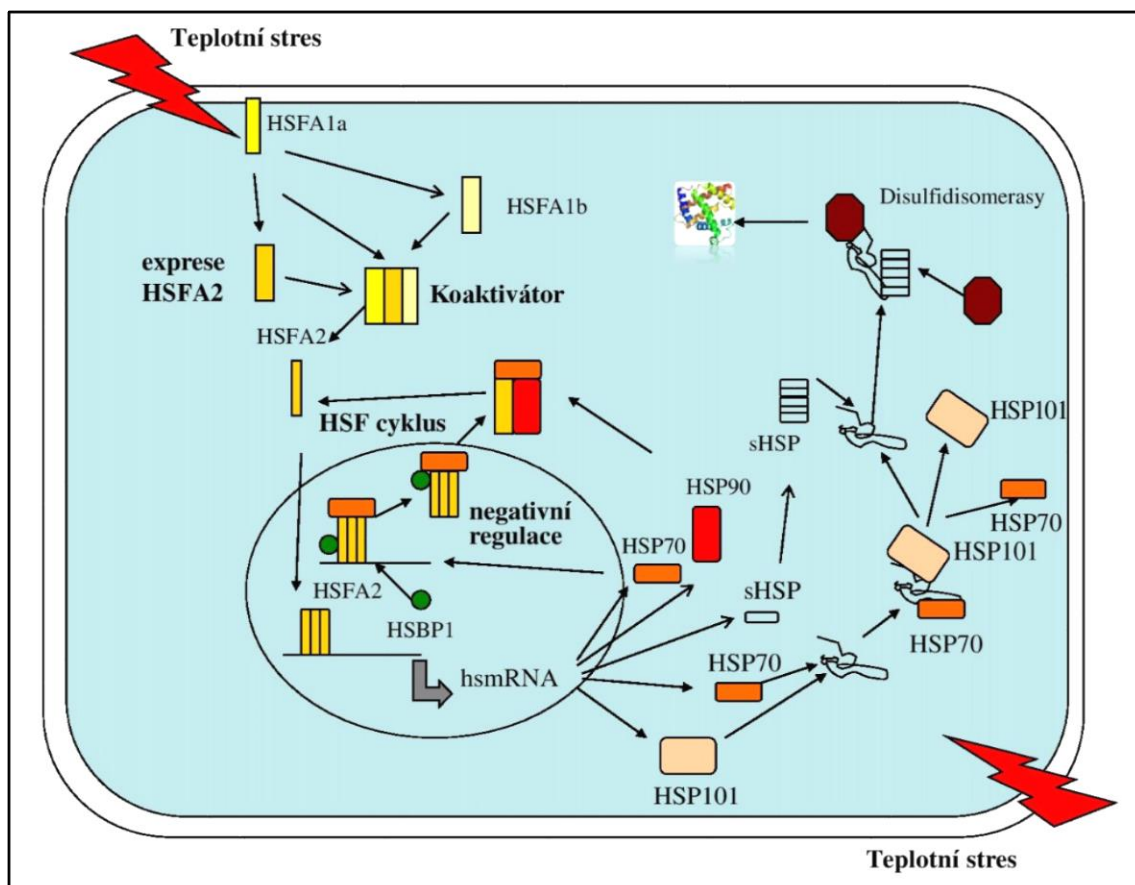 Teplotní stres
HSFA1a
HSFA1b
Disulfidisomerasy
exprese
HSFA2
Koaktivátor
HSFA2
HSF cyklus
sHSP
HSP101
HSP90
HSP70
negativní
regulace
HSP70
HSP101
HSFA2
HSBP1
sHSP
HSP70
HSP70
hsmRNA
HSP101
Teplotní stres